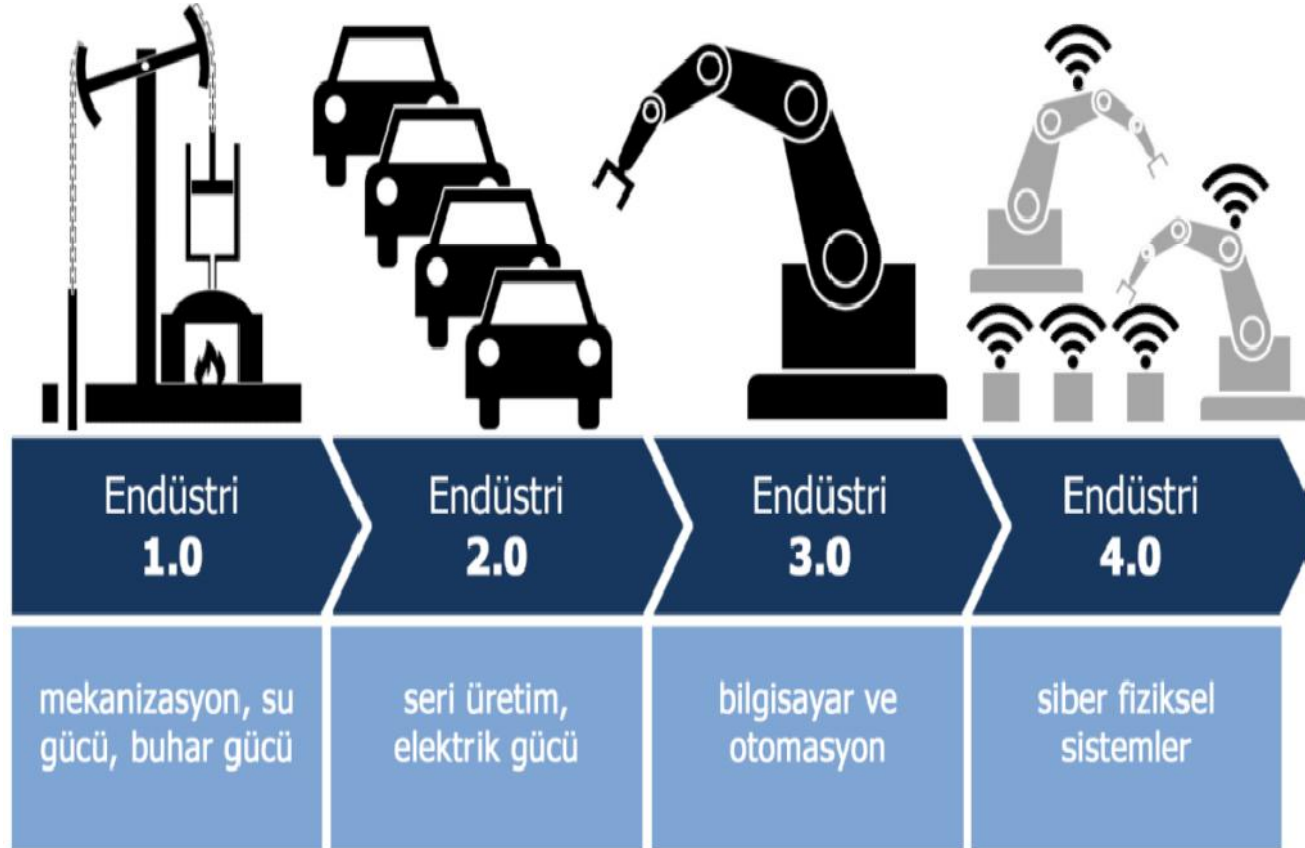 Endüstri
1.0
Endüstri
2.0
Endüstri
3.0
Endüstri
4.0
mekanizasyon, su
gücü, buhar gücü
seri üretim,
elektrik gücü
bilgisayar ve
otomasyon
siber fiziksel
sistemler